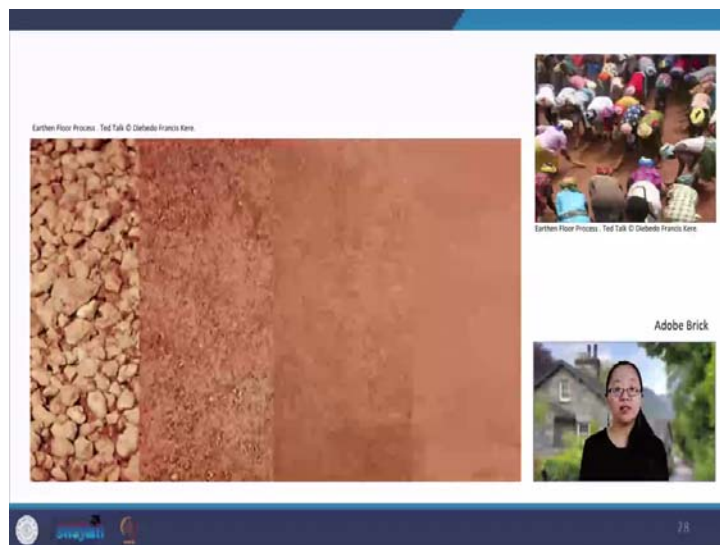 Earthen Floor Process . Ted Talk © Diebedo Francis Kere.
Earthen Floor Process . Ted Talk © Diebedo Francis Kere.
Adobe Brick
swayam
28